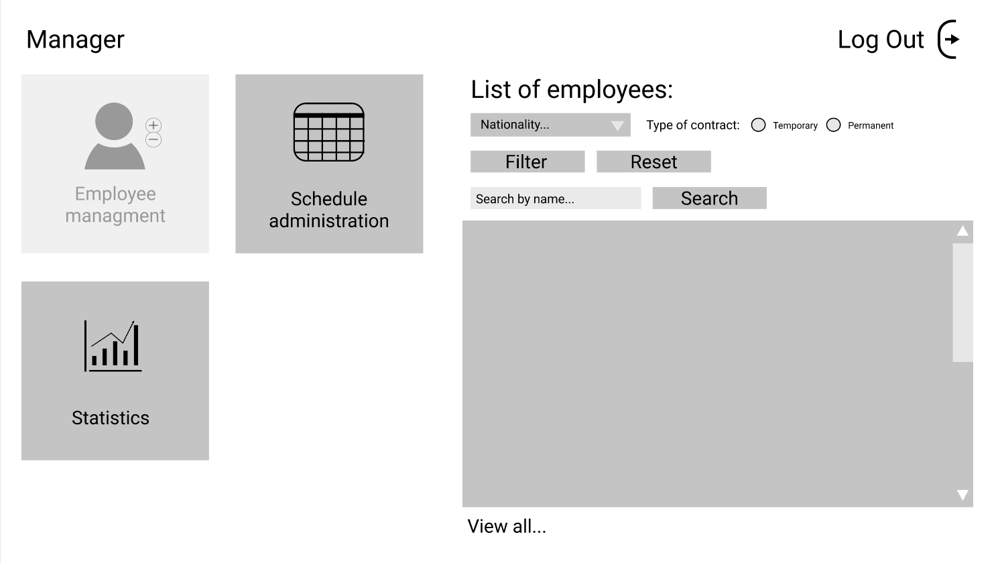 Manager
Log Out
Employee
managment
Schedule
administration
Statistics
List of employees:
Nationality...
Type of contract:
Temporary
Permanent
Filter
Reset
Search by name...
Search
View all...